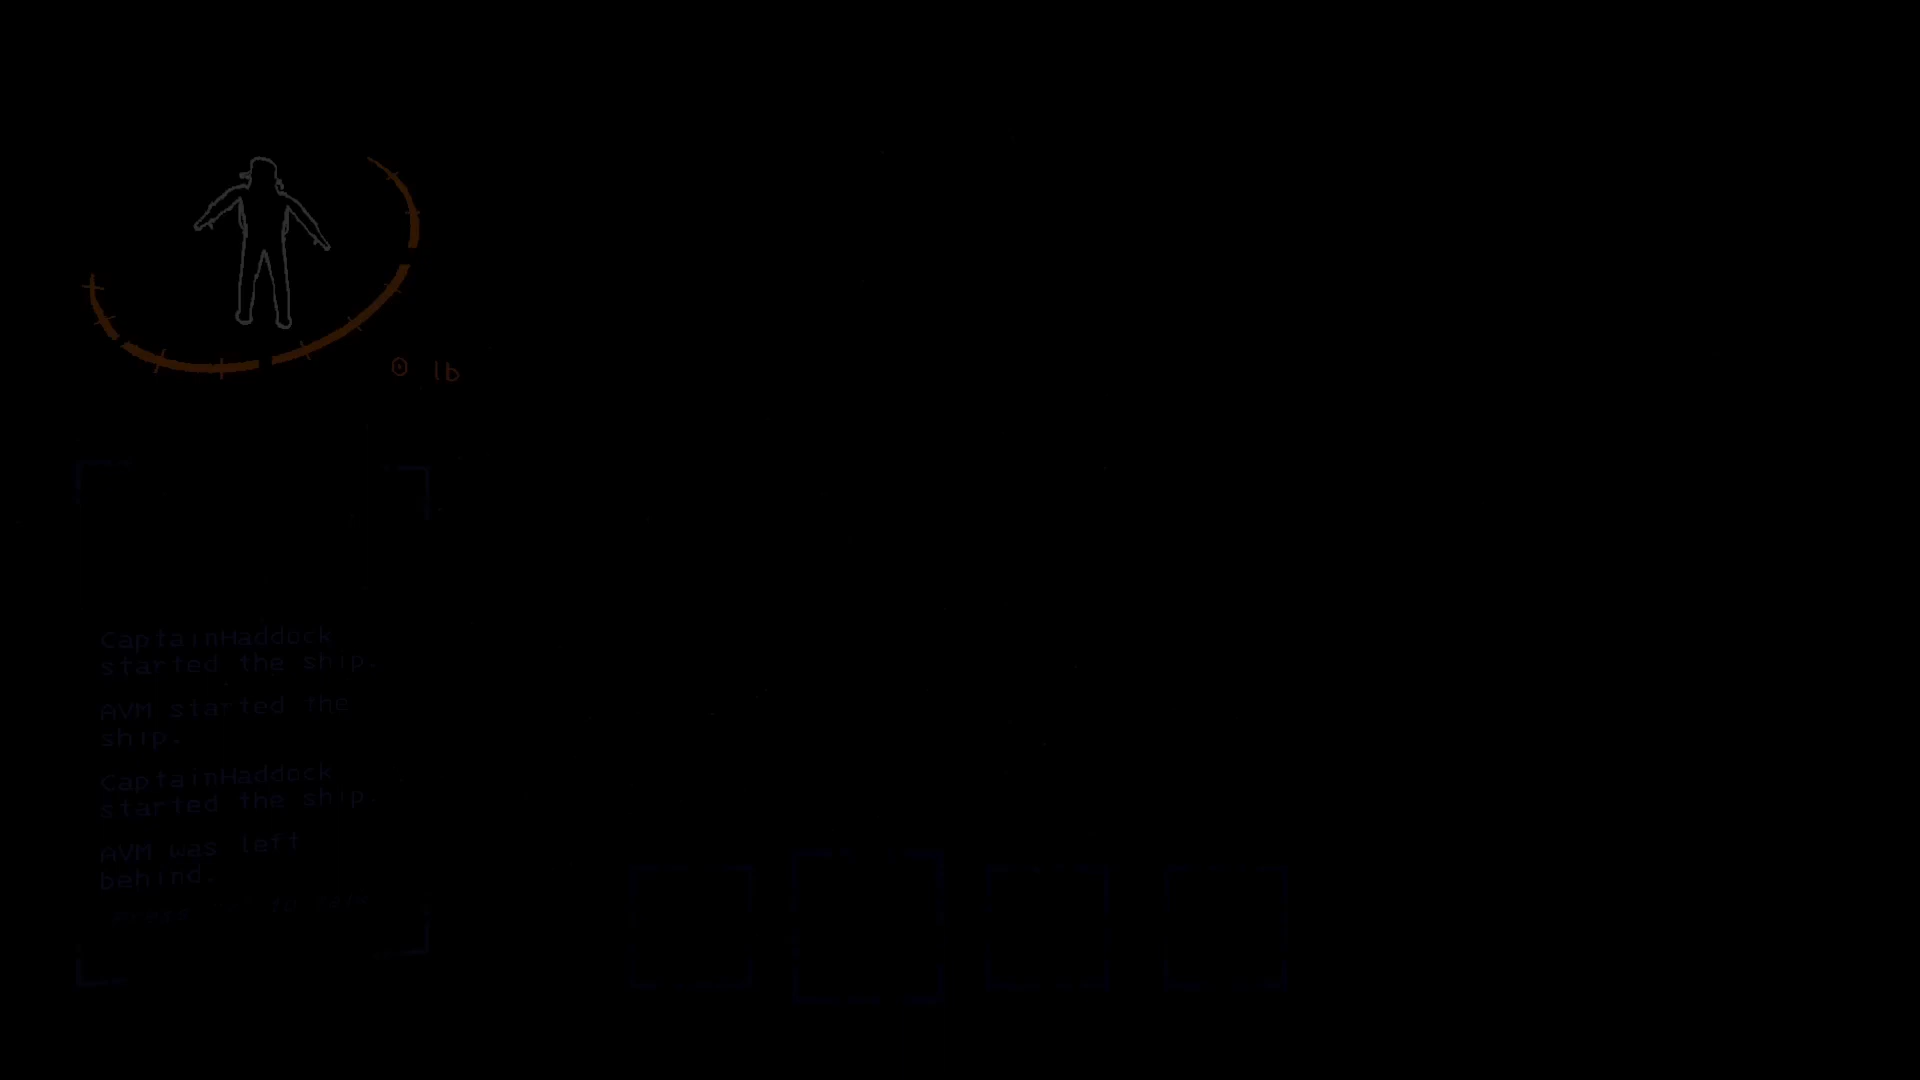 0 lb
CaptainHaddock
started the ship.
AVM started the
ship.
CaptainHaddock
started the ship.
AVM was left
behind.